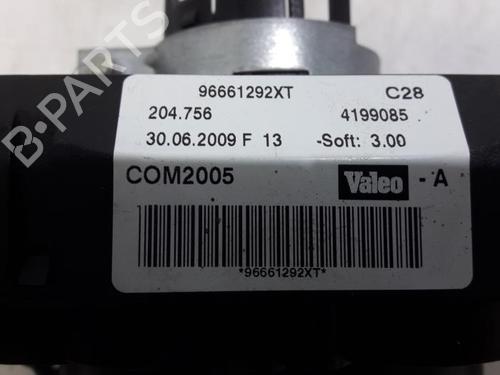 B-PARTS
96661292XT C28
204.756 4199085
30.06.2009 F 13 -Soft: 3.00
COM2005 Valeo - A
*96661292XT*